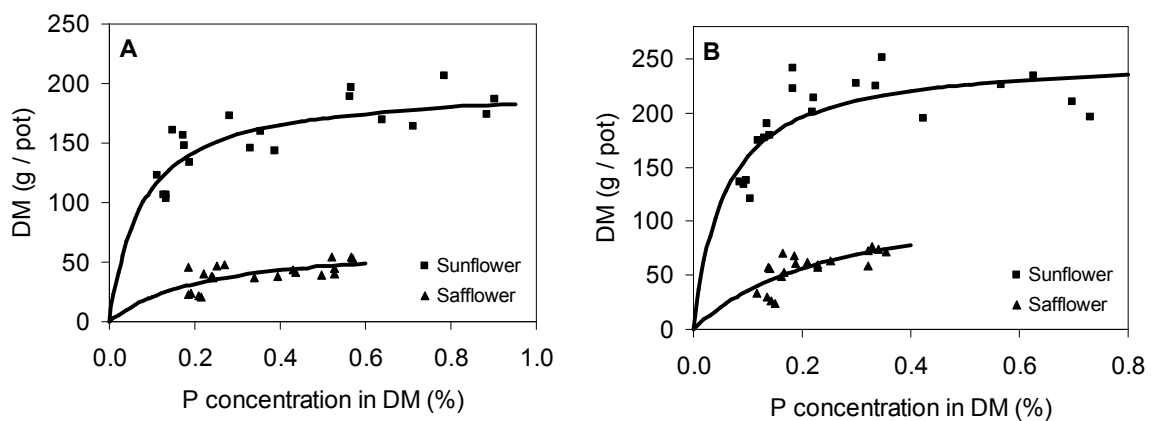 A
DM (g / pot)
250
200
150
100
50
0
Sunflower
Safflower
0.0 0.2 0.4 0.6 0.8 1.0
P concentration in DM (%)
B
DM (g / pot)
250
200
150
100
50
0
Sunflower
Safflower
0.0 0.2 0.4 0.6 0.8
P concentration in DM (%)